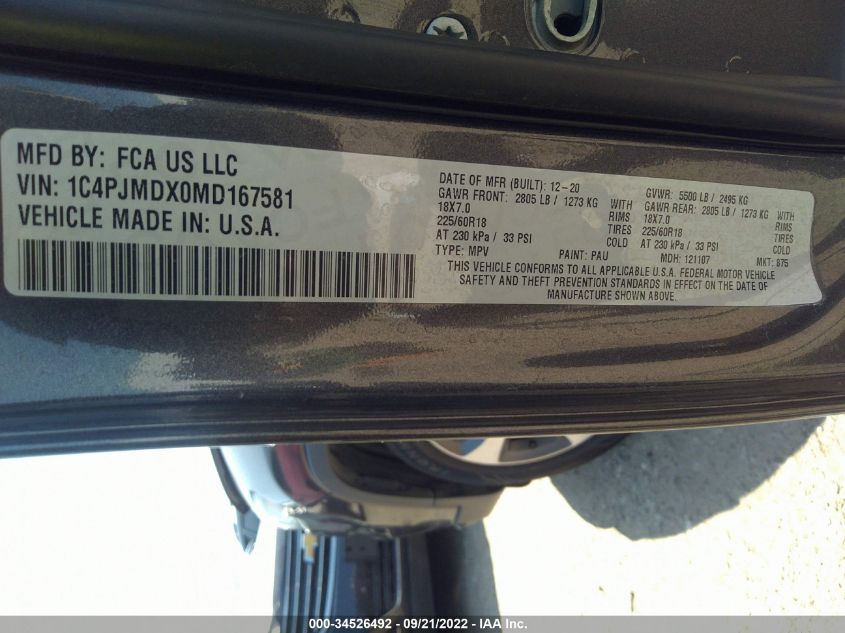 MFD BY: FCA US LLC
VIN: 1C4PJMDX0MD167581
VEHICLE MADE IN: U.S.A.
DATE OF MFR (BUILT): 12-20 GVWR: 5500 LB / 2495 KG
GAWR FRONT: 2805 LB / 1273 KG WITH GAWR REAR: 2805 LB / 1273 KG WITH
18X7.0 RIMS 18X7.0 RIMS
225/60R18 TIRES 225/60R18 TIRES
AT 230 kPa / 33 PSI COLD AT 230 kPa / 33 PSI COLD
TYPE: MPV PAINT: PAU MDH: 121107 MKT: 875
THIS VEHICLE CONFORMS TO ALL APPLICABLE U.S.A. FEDERAL MOTOR VEHICLE
SAFETY AND THEFT PREVENTION STANDARDS IN EFFECT ON THE DATE OF
MANUFACTURE SHOWN ABOVE.
000-34526492 - 09/21/2022 - IAA Inc.